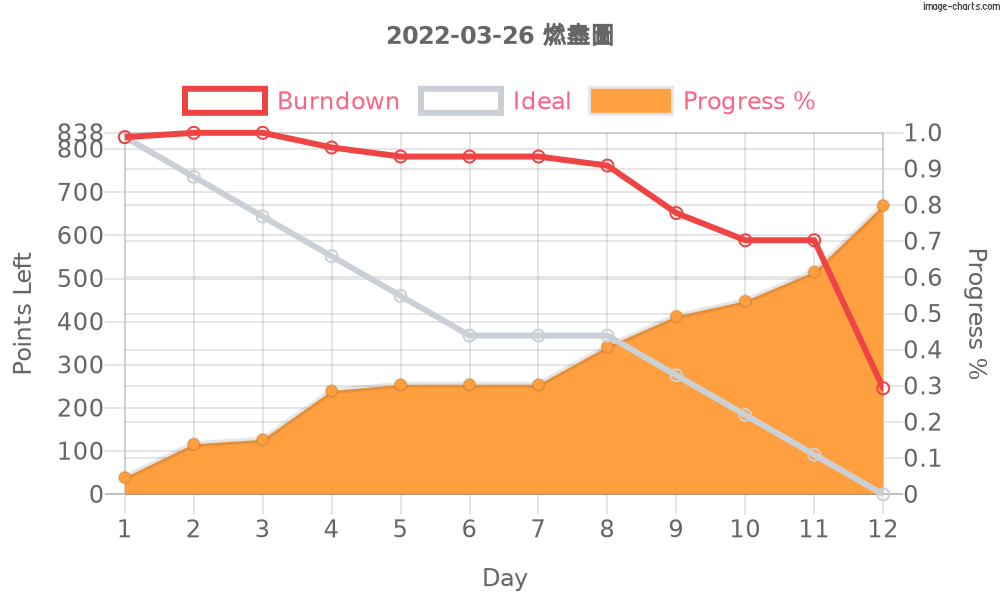 image-charts.com
2022-03-26 燃盡圖
Burndown Ideal Progress %
838 1.0
800 0.9
700 0.8
600 0.7
500 0.6
400 0.5
300 0.4
200 0.3
100 0.2
0 0.1
0
Points Left
Progress %
1 2 3 4 5 6 7 8 9 10 11 12
Day